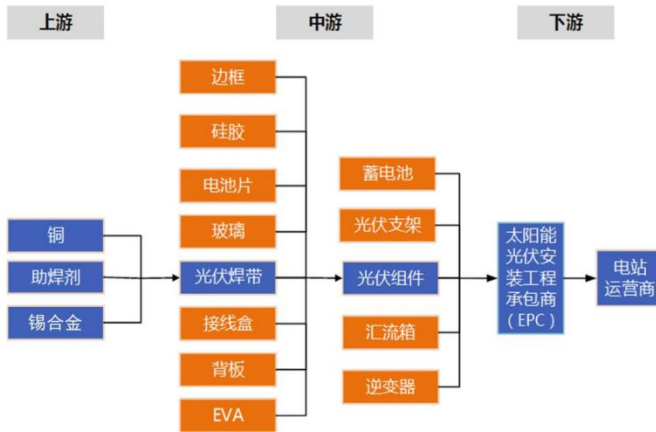 上游
中游
下游
边框
硅胶
电池片
玻璃
光伏焊带
接线盒
背板
EVA
铜
助焊剂
锡合金
蓄电池
光伏支架
光伏组件
汇流箱
逆变器
太阳能
光伏安
装工程
承包商
（EPC）
电站
运营商